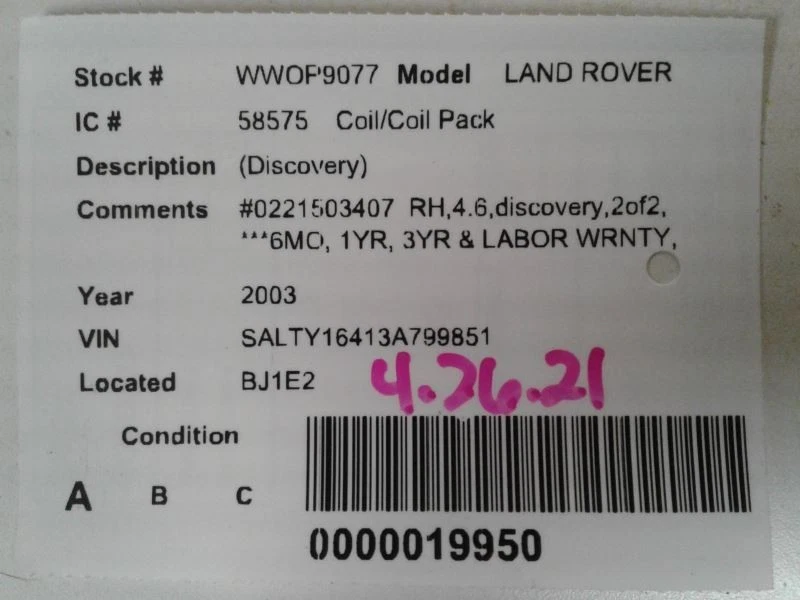 Stock # WWOP9077 Model LAND ROVER
IC # 58575 Coil/Coil Pack
Description (Discovery)
Comments #0221503407 RH,4.6,discovery,2of2,
***6MO, 1YR, 3YR & LABOR WRNTY,
Year 2003
VIN SALTY16413A799851
Located BJ1E2 4.26.21
Condition
A B C
0000019950